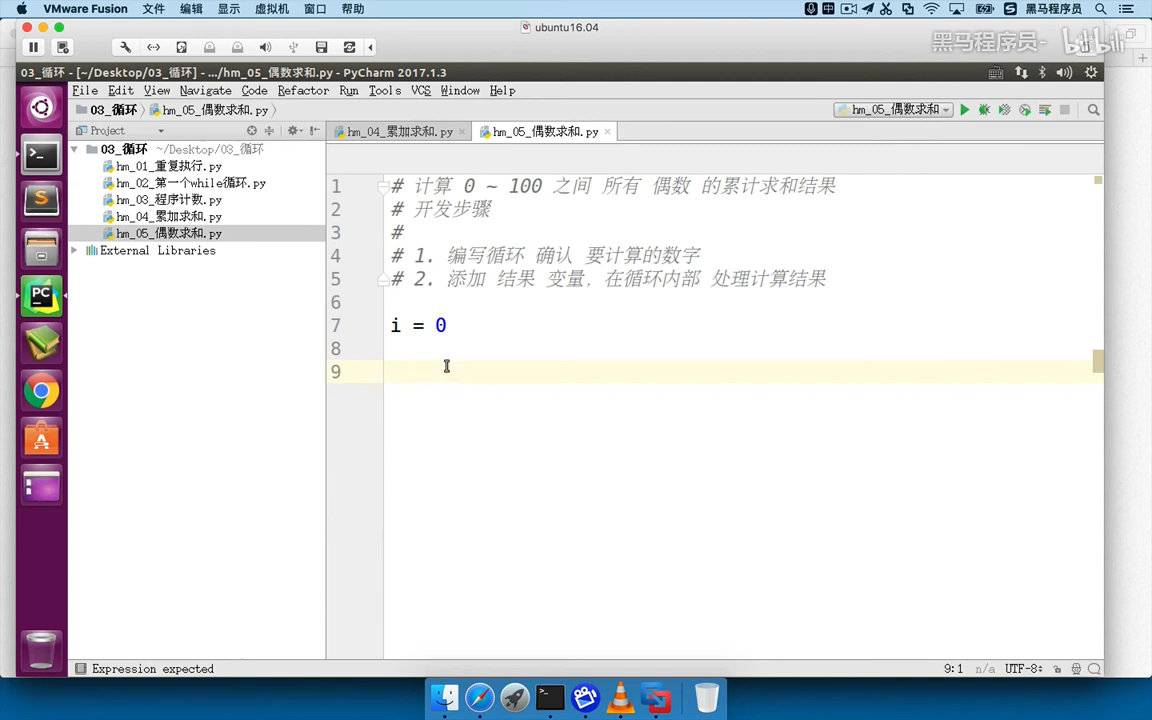 VMware Fusion 文件 编辑 显示 虚拟机 窗口 帮助 黑马程序员
ubuntu16.04
黑马程序员- bilibili
03_循环 - [~/Desktop/03_循环] - .../hm_05_偶数求和.py - PyCharm 2017.1.3
File Edit View Navigate Code Refactor Run Tools VCS Window Help
03_循环 hm_05_偶数求和.py hm_05_偶数求和
Project hm_04_累加求和.py hm_05_偶数求和.py
03_循环 ~/Desktop/03_循环
hm_01_重复执行.py
hm_02_第一个while循环.py
hm_03_程序计数.py
hm_04_累加求和.py
hm_05_偶数求和.py
External Libraries
1 # 计算 0 ~ 100 之间 所有 偶数 的累计求和结果
2 # 开发步骤
3 #
4 # 1. 编写循环 确认 要计算的数字
5 # 2. 添加 结果 变量，在循环内部 处理计算结果
6
7 i = 0
8
9
Expression expected 9:1 n/a UTF-8